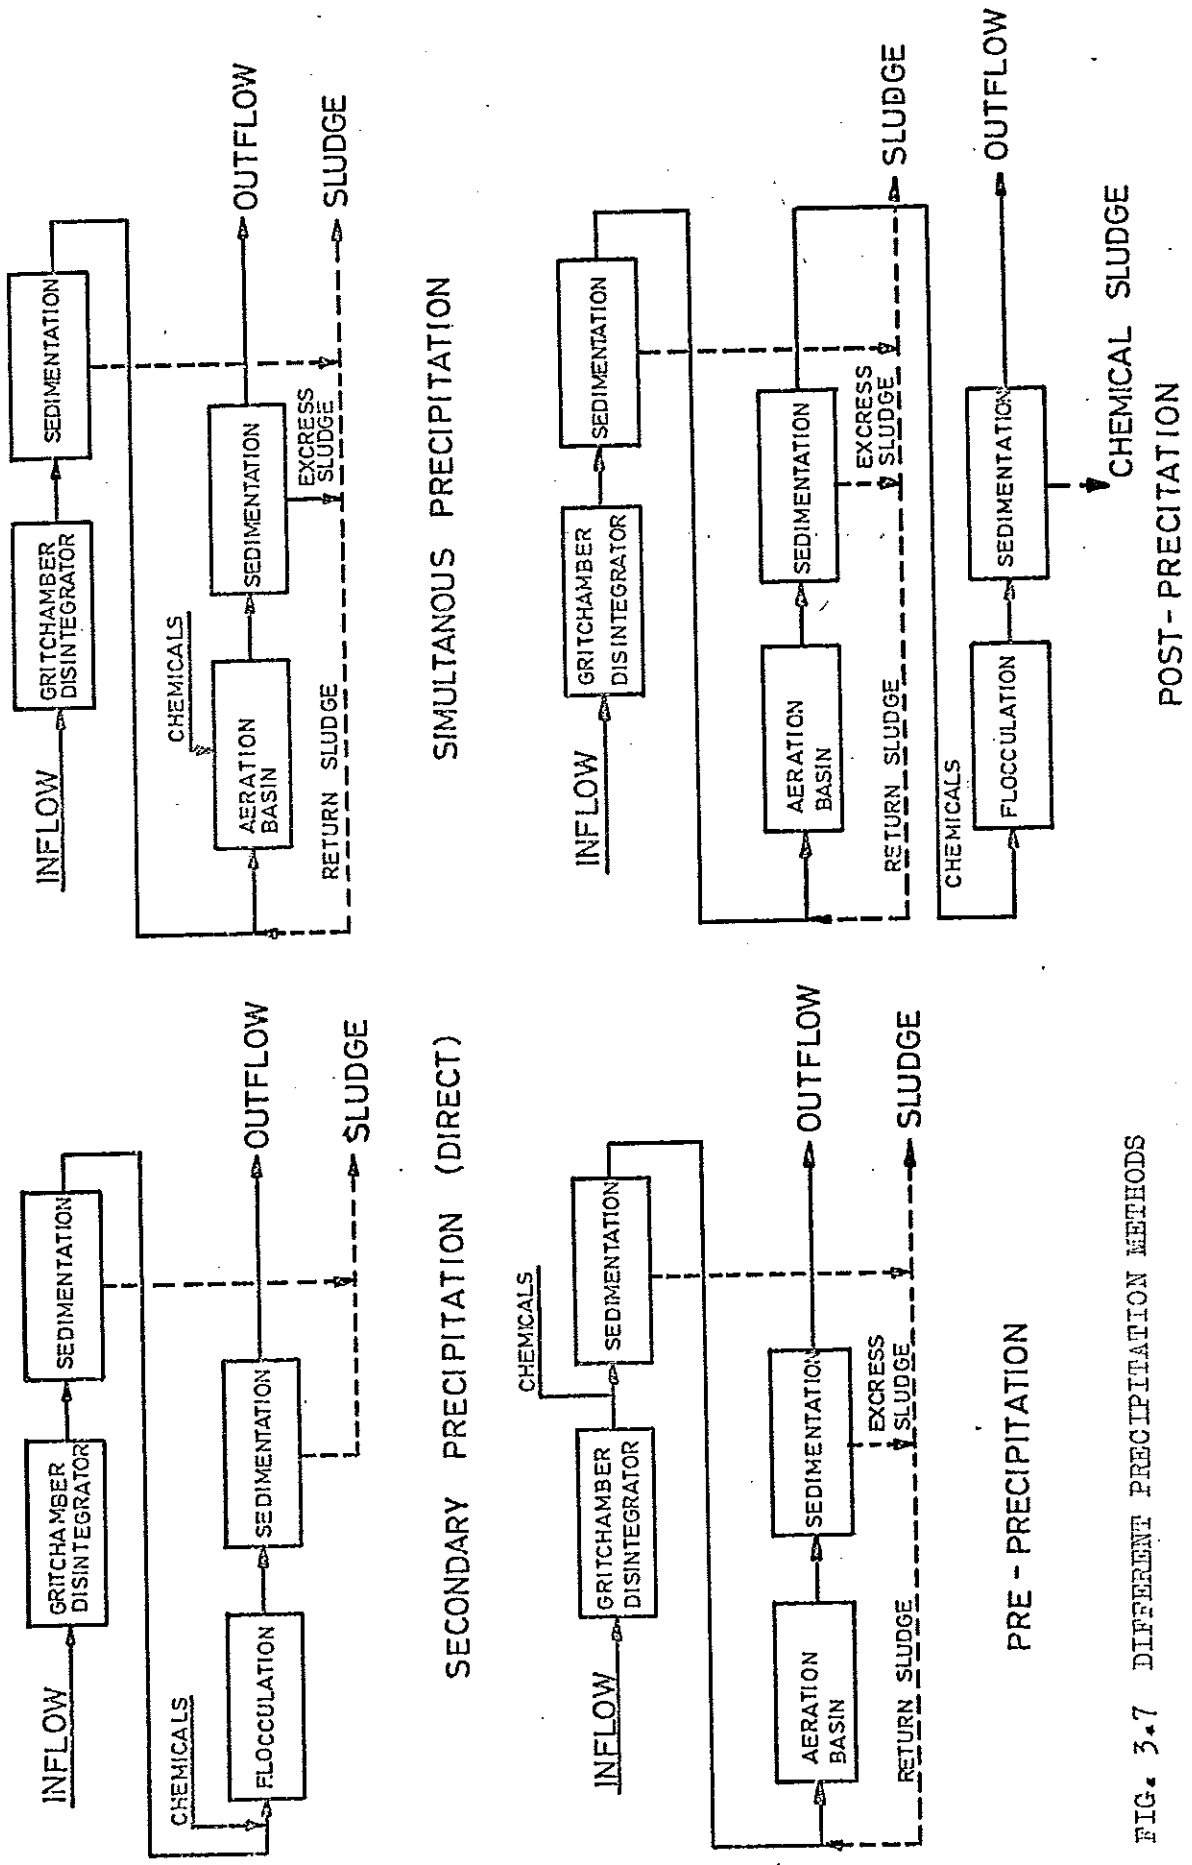 INFLOW
GRITCHAMBER
DISINTEGRATOR
SEDIMENTATION
CHEMICALS
FLOCCULATION
SEDIMENTATION
OUTFLOW
SLUDGE
SECONDARY PRECIPITATION (DIRECT)
INFLOW
GRITCHAMBER
DISINTEGRATOR
SEDIMENTATION
CHEMICALS
AERATION
BASIN
SEDIMENTATION
OUTFLOW
EXCRESS
SLUDGE
RETURN SLUDGE
SLUDGE
SIMULTANOUS PRECIPITATION
INFLOW
GRITCHAMBER
DISINTEGRATOR
CHEMICALS
SEDIMENTATION
AERATION
BASIN
SEDIMENTATION
OUTFLOW
EXCRESS
SLUDGE
RETURN SLUDGE
SLUDGE
PRE-PRECIPITATION
INFLOW
GRITCHAMBER
DISINTEGRATOR
SEDIMENTATION
AERATION
BASIN
SEDIMENTATION
EXCRESS
SLUDGE
RETURN SLUDGE
SLUDGE
CHEMICALS
FLOCCULATION
SEDIMENTATION
OUTFLOW
CHEMICAL SLUDGE
POST-PRECITATION
FIG. 3.7 DIFFERENT PRECIPITATION METHODS